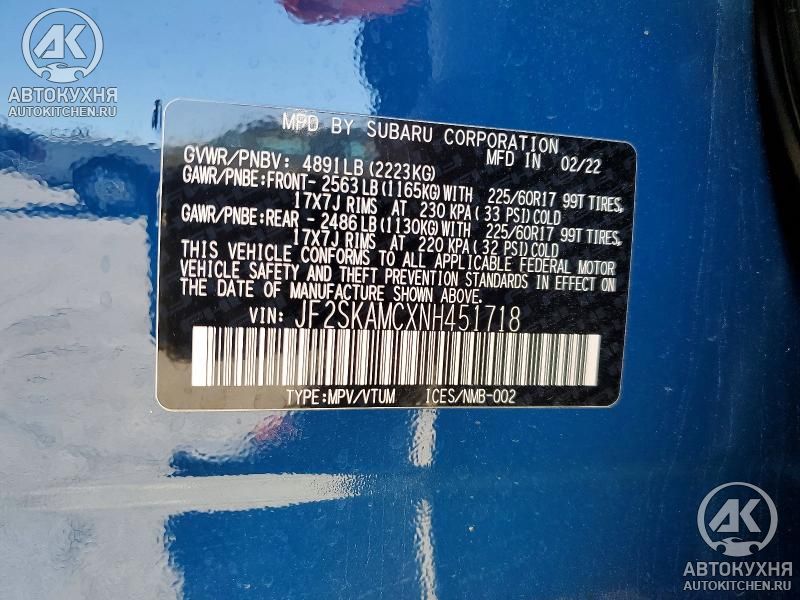 AK
АВТОКУХНЯ
AUTOKITCHEN.RU
MFD BY SUBARU CORPORATION
GVWR/PNBV: 4891LB(2223KG) MFD IN 02/22
GAWR/PNBE:FRONT- 2563LB(1165KG)WITH 225/60R17 99T TIRES,
17X7J RIMS AT 230 KPA(33 PSI)COLD
GAWR/PNBE:REAR - 2486LB(1130KG)WITH 225/60R17 99T TIRES,
17X7J RIMS AT 220 KPA(32 PSI)COLD
THIS VEHICLE CONFORMS TO ALL APPLICABLE FEDERAL MOTOR
VEHICLE SAFETY AND THEFT PREVENTION STANDARDS IN EFFECT ON
THE DATE OF MANUFACTURE SHOWN ABOVE.
VIN: JF2SKAMCXNH451718
TYPE:MPV/VTUM ICES/NMB-002
AK
АВТОКУХНЯ
AUTOKITCHEN.RU